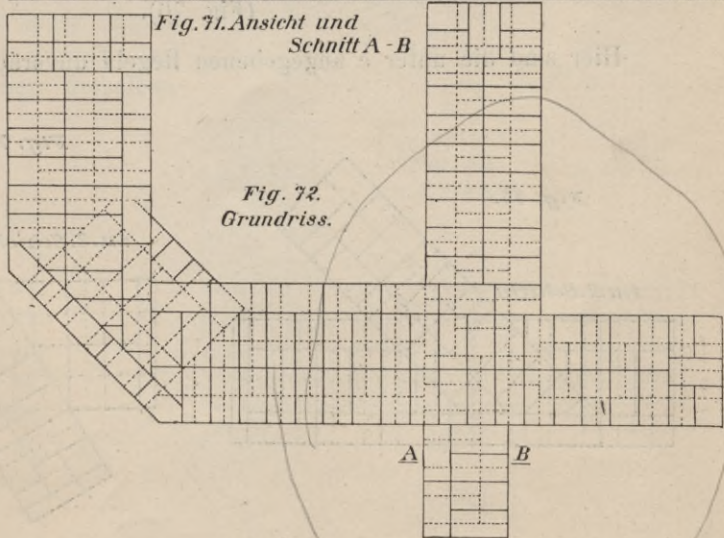 Fig. 71. Ansicht und
Schnitt A-B
Fig. 72.
Grundriss.
A B